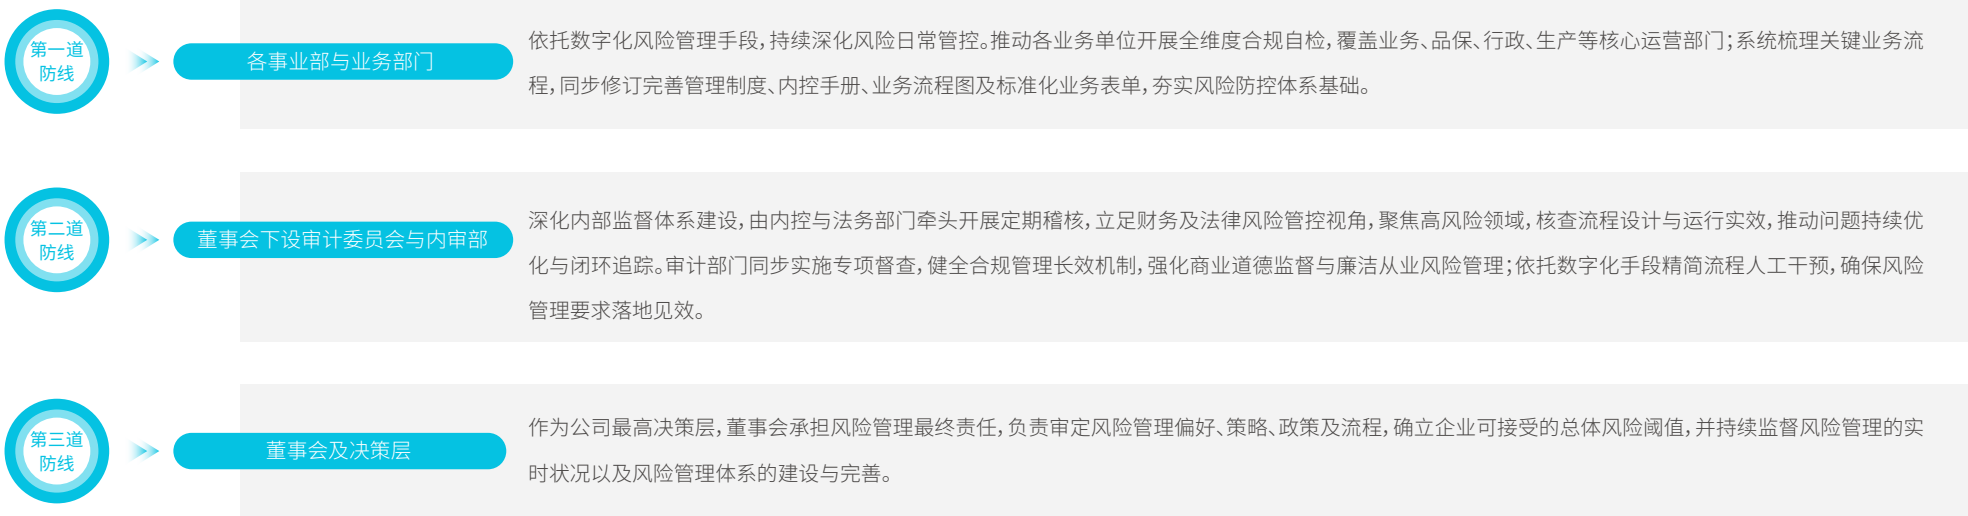 第一道
防线
各事业部与业务部门
依托数字化风险管理手段,持续深化风险日常管控。推动各业务单位开展全维度合规自检,覆盖业务、品保、行政、生产等核心运营部门;系统梳理关键业务流
程,同步修订完善管理制度、内控手册、业务流程图及标准化业务表单,夯实风险防控体系基础。
第二道
防线
董事会下设审计委员会与内审部
深化内部监督体系建设,由内控与法务部门牵头开展定期稽核,立足财务及法律风险管控视角,聚焦高风险领域,核查流程设计与运行实效,推动问题持续优
化与闭环追踪。审计部门同步实施专项督查,健全合规管理长效机制,强化商业道德监督与廉洁从业风险管理;依托数字化手段精简流程人工干预,确保风险
管理要求落地见效。
第三道
防线
董事会及决策层
作为公司最高决策层,董事会承担风险管理最终责任,负责审定风险管理偏好、策略、政策及流程,确立企业可接受的总体风险阈值,并持续监督风险管理的实
时状况以及风险管理体系的建设与完善。